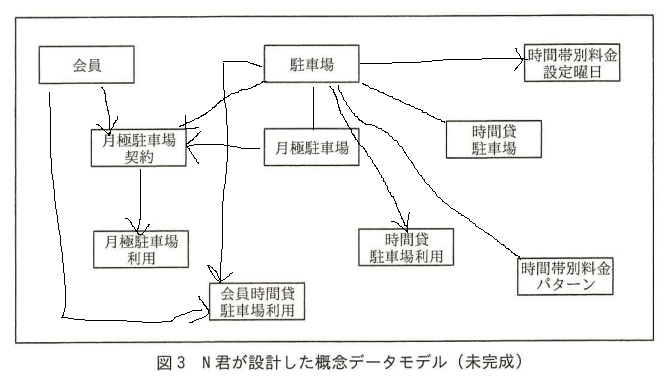 会員
駐車場
時間帯別料金
設定曜日
月極駐車場
契約
月極駐車場
時間貸
駐車場
月極駐車場
利用
時間貸
駐車場利用
時間帯別料金
パターン
会員時間貸
駐車場利用
図3 N君が設計した概念データモデル（未完成）